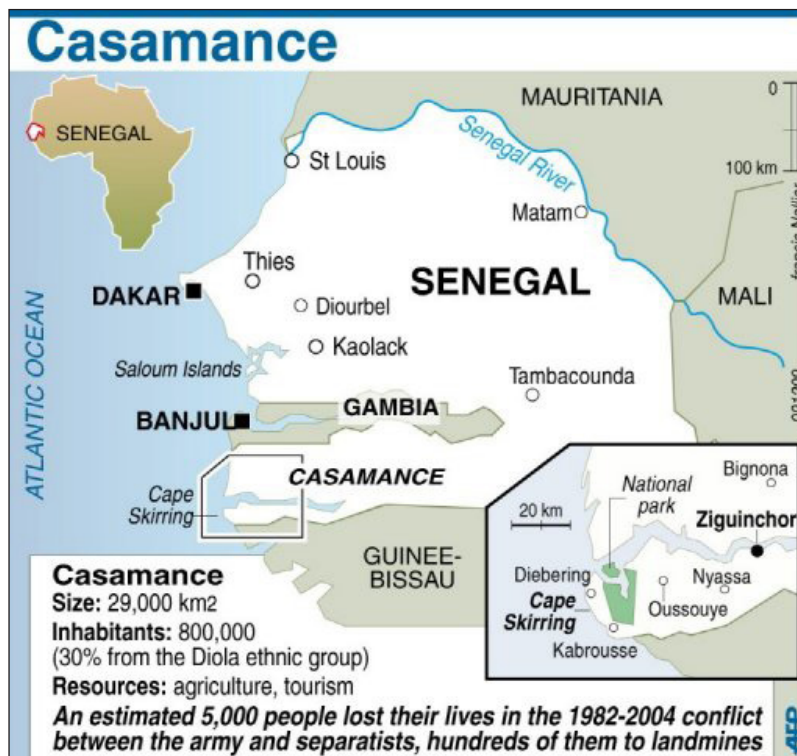 Casamance
SENEGAL
MAURITANIA
0
100 km
Senegal River
St Louis
Matam
Thies
SENEGAL
DAKAR
MALI
Diourbel
Kaolack
Saloum Islands
Tambacounda
ATLANTIC OCEAN
GAMBIA
BANJUL
CASAMANCE
Cape
Skirring
GUINEE-
BISSAU
Bignona
National
park
20 km
Ziguinchor
Diebering
Nyassa
Cape
Skirring
Oussouye
Kabrousse
Casamance
Size: 29,000 km2
Inhabitants: 800,000
(30% from the Diola ethnic group)
Resources: agriculture, tourism
An estimated 5,000 people lost their lives in the 1982-2004 conflict
between the army and separatists, hundreds of them to landmines
AFP